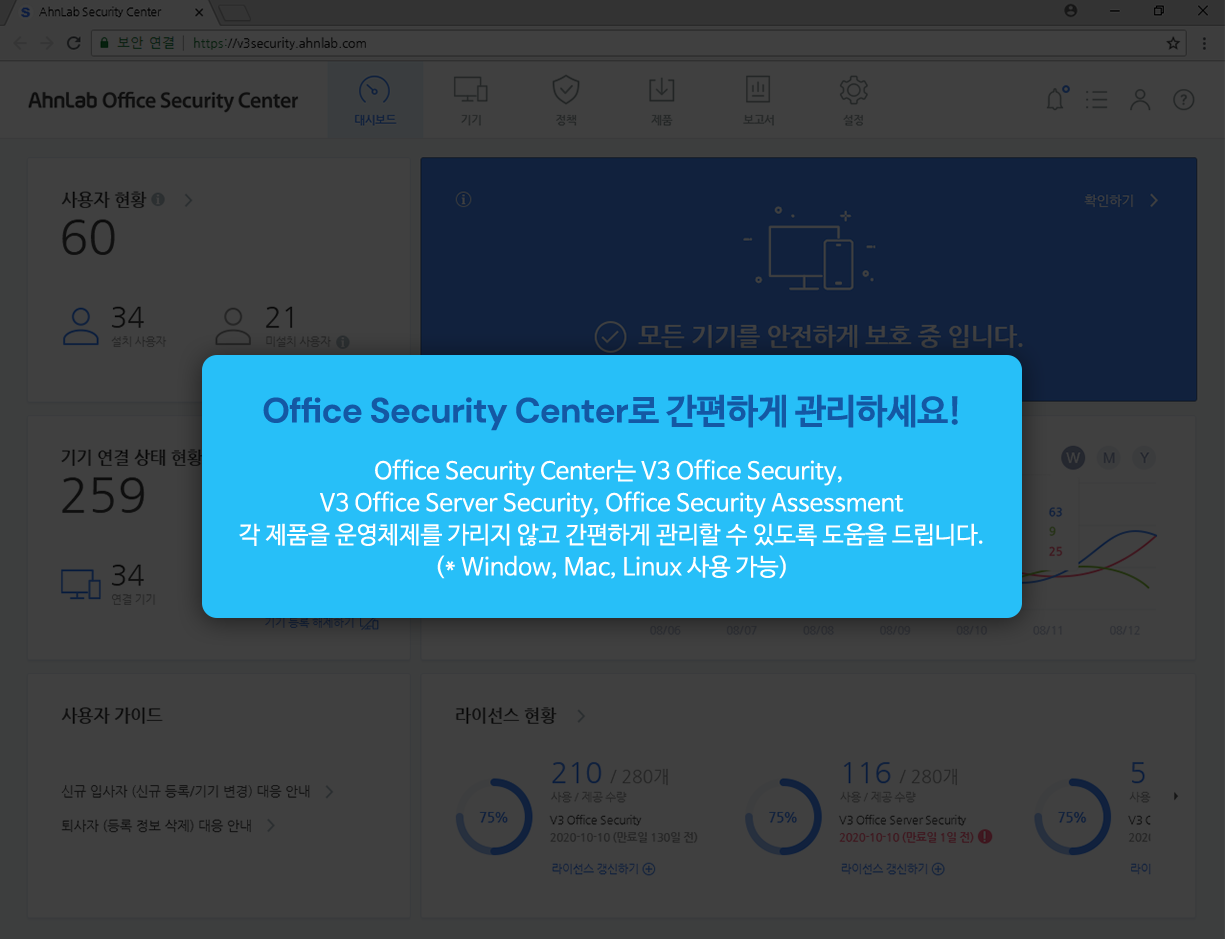 AhnLab Security Center
보안 연결 | https://v3security.ahnlab.com
AhnLab Office Security Center
대시보드
기기
정책
제품
보고서
설정
사용자 현황
60
34
설치 사용자
21
미설치 사용자
확인하기
모든 기기를 안전하게 보호 중 입니다.
Office Security Center로 간편하게 관리하세요!
Office Security Center는 V3 Office Security,
V3 Office Server Security, Office Security Assessment
각 제품을 운영체제를 가리지 않고 간편하게 관리할 수 있도록 도움을 드립니다.
(* Window, Mac, Linux 사용 가능)
기기 연결 상태 현황
259
34
연결 기기
기기 등록 해제하기
W M Y
63
9
25
08/06 08/07 08/08 08/09 08/10 08/11 08/12
사용자 가이드
신규 입사자 (신규 등록/기기 변경) 대응 안내
퇴사자 (등록 정보 삭제) 대응 안내
라이선스 현황
75%
210 / 280개
사용 / 제공 수량
V3 Office Security
2020-10-10 (만료일 130일 전)
라이선스 갱신하기
75%
116 / 280개
사용 / 제공 수량
V3 Office Server Security
2020-10-10 (만료일 1일 전)
라이선스 갱신하기
75%
5
사용
V3
라이